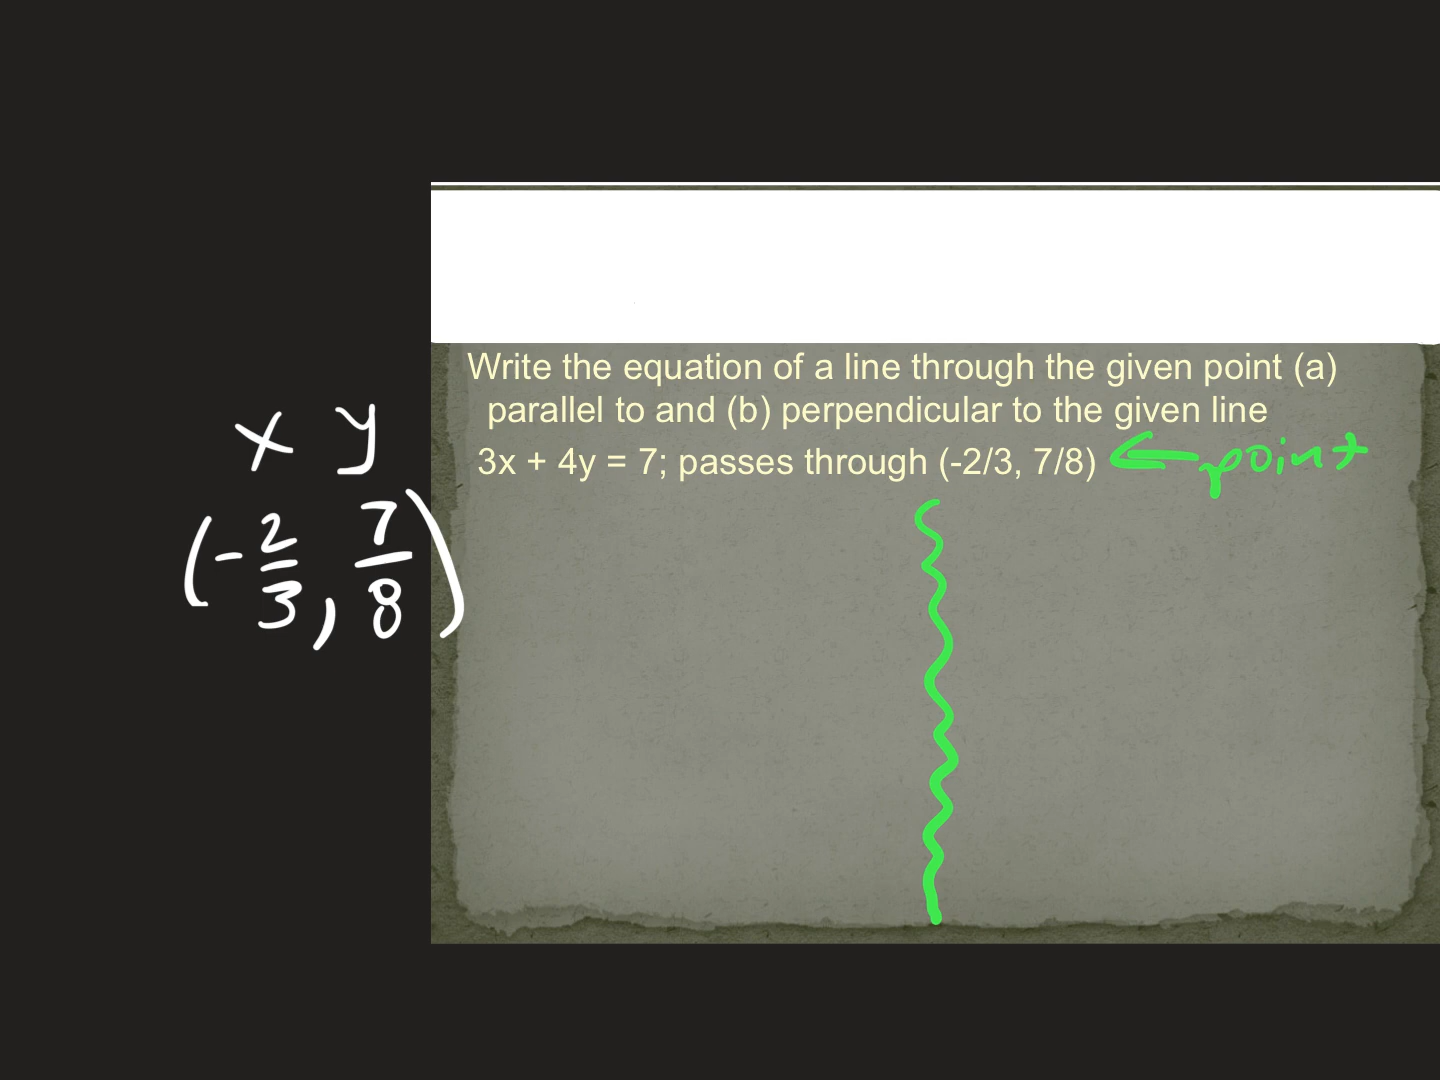 Write the equation of a line through the given point (a)
parallel to and (b) perpendicular to the given line
3x + 4y = 7; passes through (-2/3, 7/8) ← point
x y
(-2/3, 7/8)